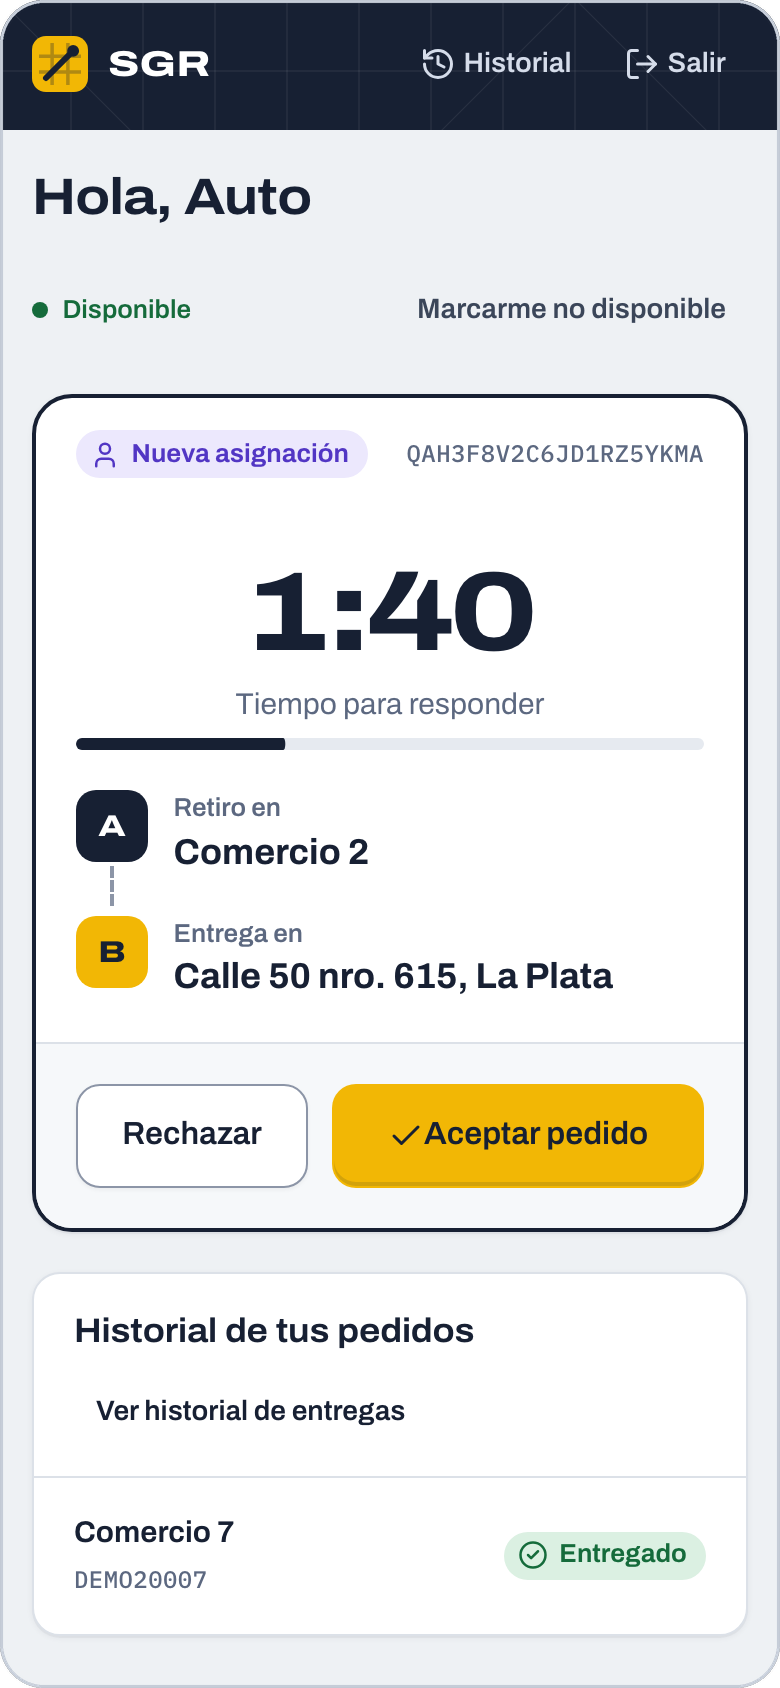 SGR
Historial
Salir
Hola, Auto
Disponible
Marcarme no disponible
Nueva asignación
QAH3F8V2C6JD1RZ5YKMA
1:40
Tiempo para responder
A
Retiro en
Comercio 2
B
Entrega en
Calle 50 nro. 615, La Plata
Rechazar
Aceptar pedido
Historial de tus pedidos
Ver historial de entregas
Comercio 7
DEMO20007
Entregado